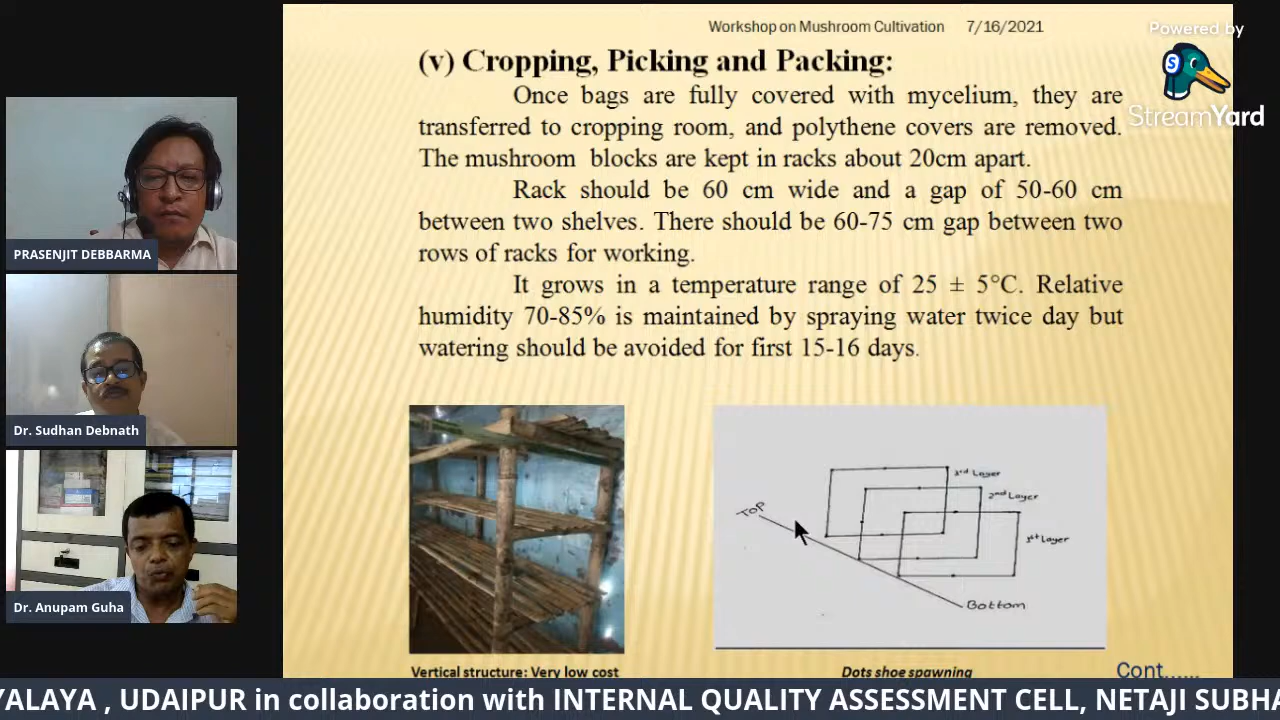 Workshop on Mushroom Cultivation 7/16/2021
Powered by
StreamYard
(v) Cropping, Picking and Packing:
Once bags are fully covered with mycelium, they are
transferred to cropping room, and polythene covers are removed.
The mushroom blocks are kept in racks about 20cm apart.
Rack should be 60 cm wide and a gap of 50-60 cm
between two shelves. There should be 60-75 cm gap between two
rows of racks for working.
It grows in a temperature range of 25 ± 5°C. Relative
humidity 70-85% is maintained by spraying water twice day but
watering should be avoided for first 15-16 days.
PRASENJIT DEBBARMA
Dr. Sudhan Debnath
Dr. Anupam Guha
3rd Layer
2nd Layer
1st Layer
TOP
Bottom
Vertical structure: Very low cost
Dots shoe spawning
Cont......
YALAYA , UDAIPUR in collaboration with INTERNAL QUALITY ASSESSMENT CELL, NETAJI SUBHA